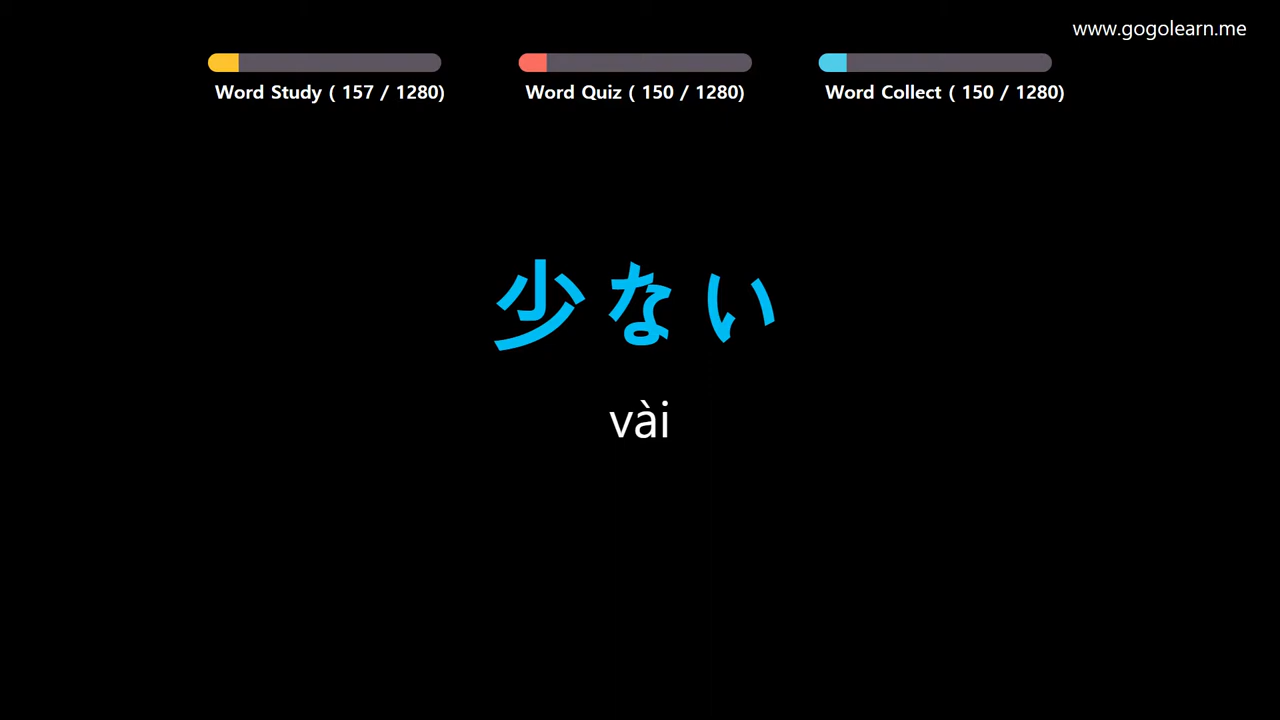 www.gogolearn.me
Word Study ( 157 / 1280)
Word Quiz ( 150 / 1280)
Word Collect ( 150 / 1280)
少ない
vài